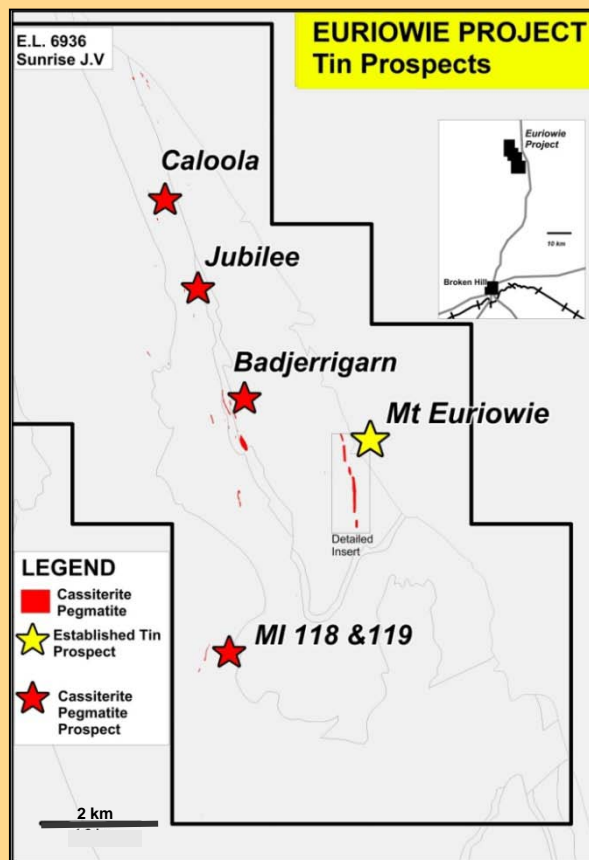 E.L. 6936
Sunrise J.V
EURIOWIE PROJECT
Tin Prospects
Euriowie
Project
10 km
Broken Hill
Caloola
Jubilee
Badjerrigarn
Mt Euriowie
Detailed
Insert
MI 118 &119
LEGEND
Cassiterite
Pegmatite
Established Tin
Prospect
Cassiterite
Pegmatite
Prospect
2 km